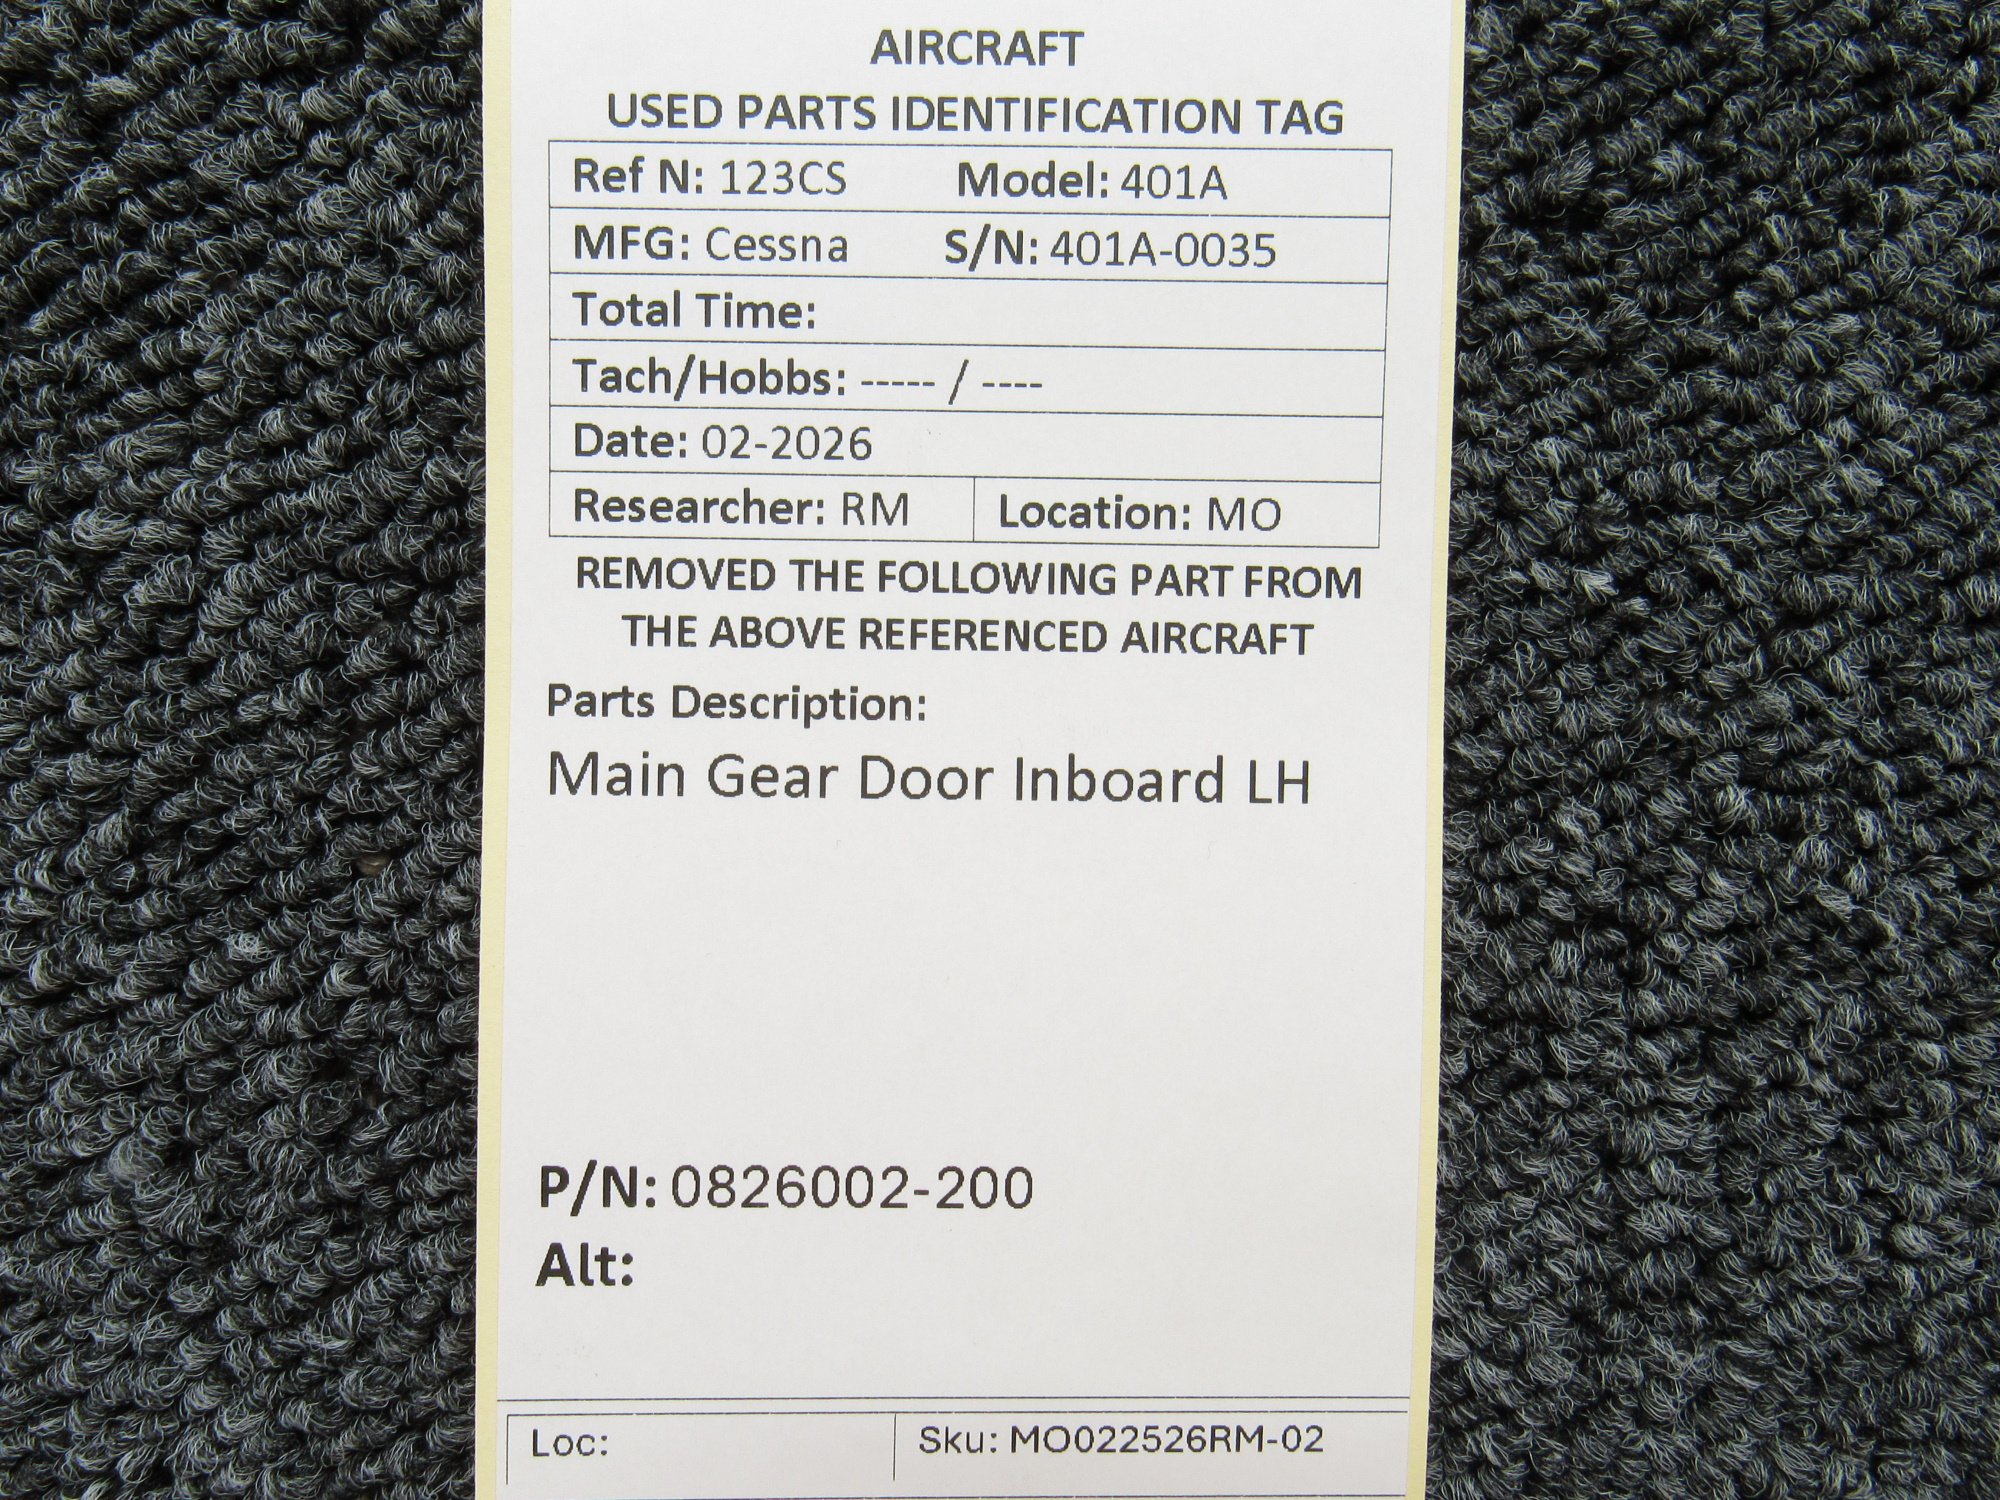 AIRCRAFT
USED PARTS IDENTIFICATION TAG
Ref N: 123CS Model: 401A
MFG: Cessna S/N: 401A-0035
Total Time:
Tach/Hobbs: ----- / ----
Date: 02-2026
Researcher: RM Location: MO
REMOVED THE FOLLOWING PART FROM
THE ABOVE REFERENCED AIRCRAFT
Parts Description:
Main Gear Door Inboard LH
P/N: 0826002-200
Alt:
Loc: Sku: MO022526RM-02